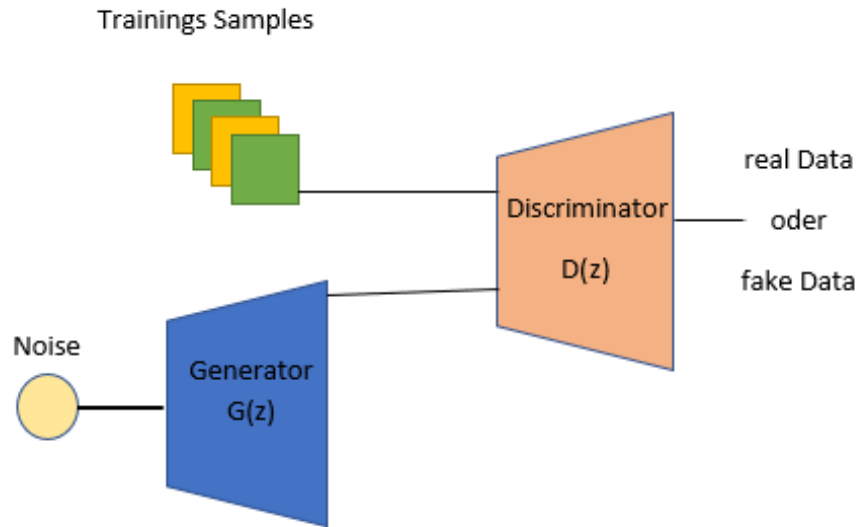 Trainings Samples
Discriminator
D(z)
real Data
oder
fake Data
Noise
Generator
G(z)